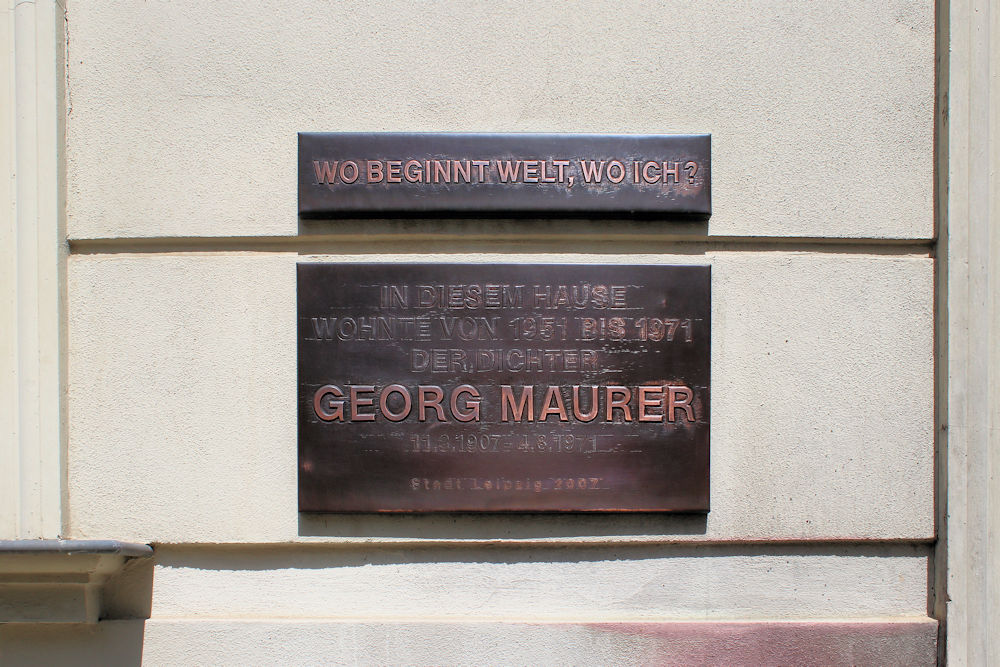 WO BEGINNT WELT, WO ICH?
IN DIESEM HAUSE
WOHNTE VON 1951 BIS 1971
DER DICHTER
GEORG MAURER
11.3.1907 - 4.8.1971
Stadt Leipzig 2007